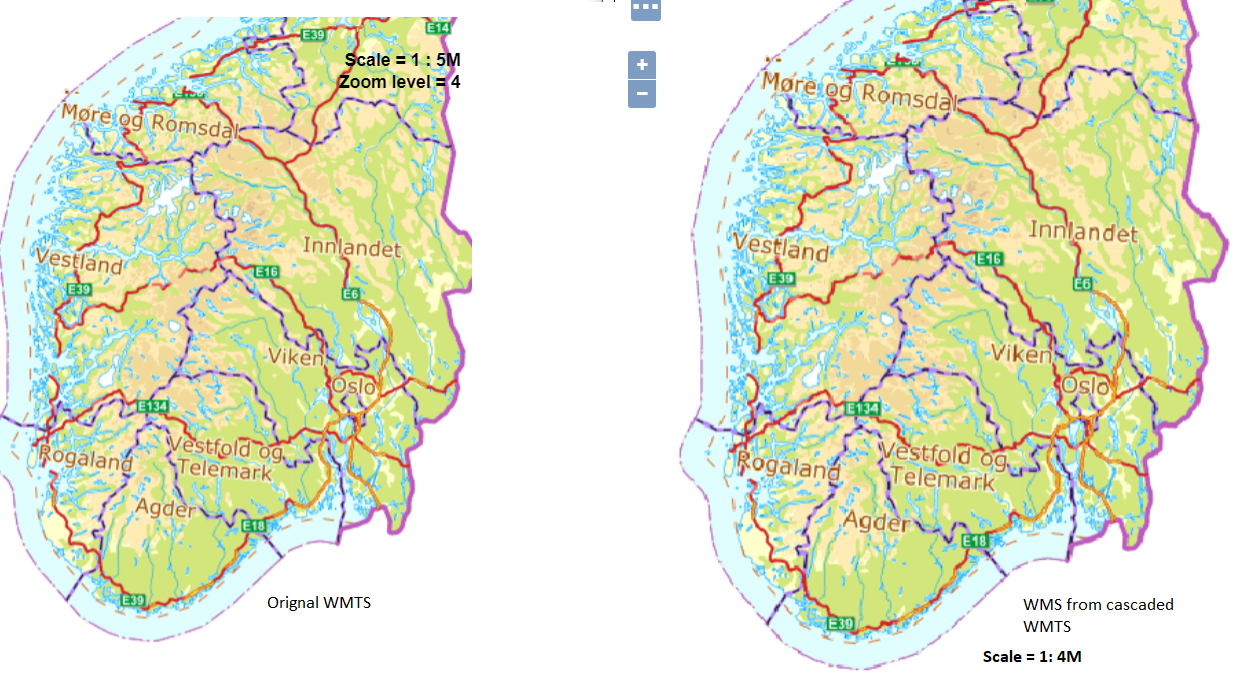 E39
E14
Scale = 1 : 5M
Zoom level = 4
Møre og Romsdal
Innlandet
Vestland
E16
E39
E6
Viken
Oslo
E134
Vestfold og
Telemark
Rogaland
Agder
E18
E39
Orignal WMTS
+
−
Møre og Romsdal
Innlandet
Vestland
E16
E39
E6
Viken
Oslo
E134
Vestfold og
Telemark
Rogaland
Agder
E18
E39
WMS from cascaded
WMTS
Scale = 1: 4M